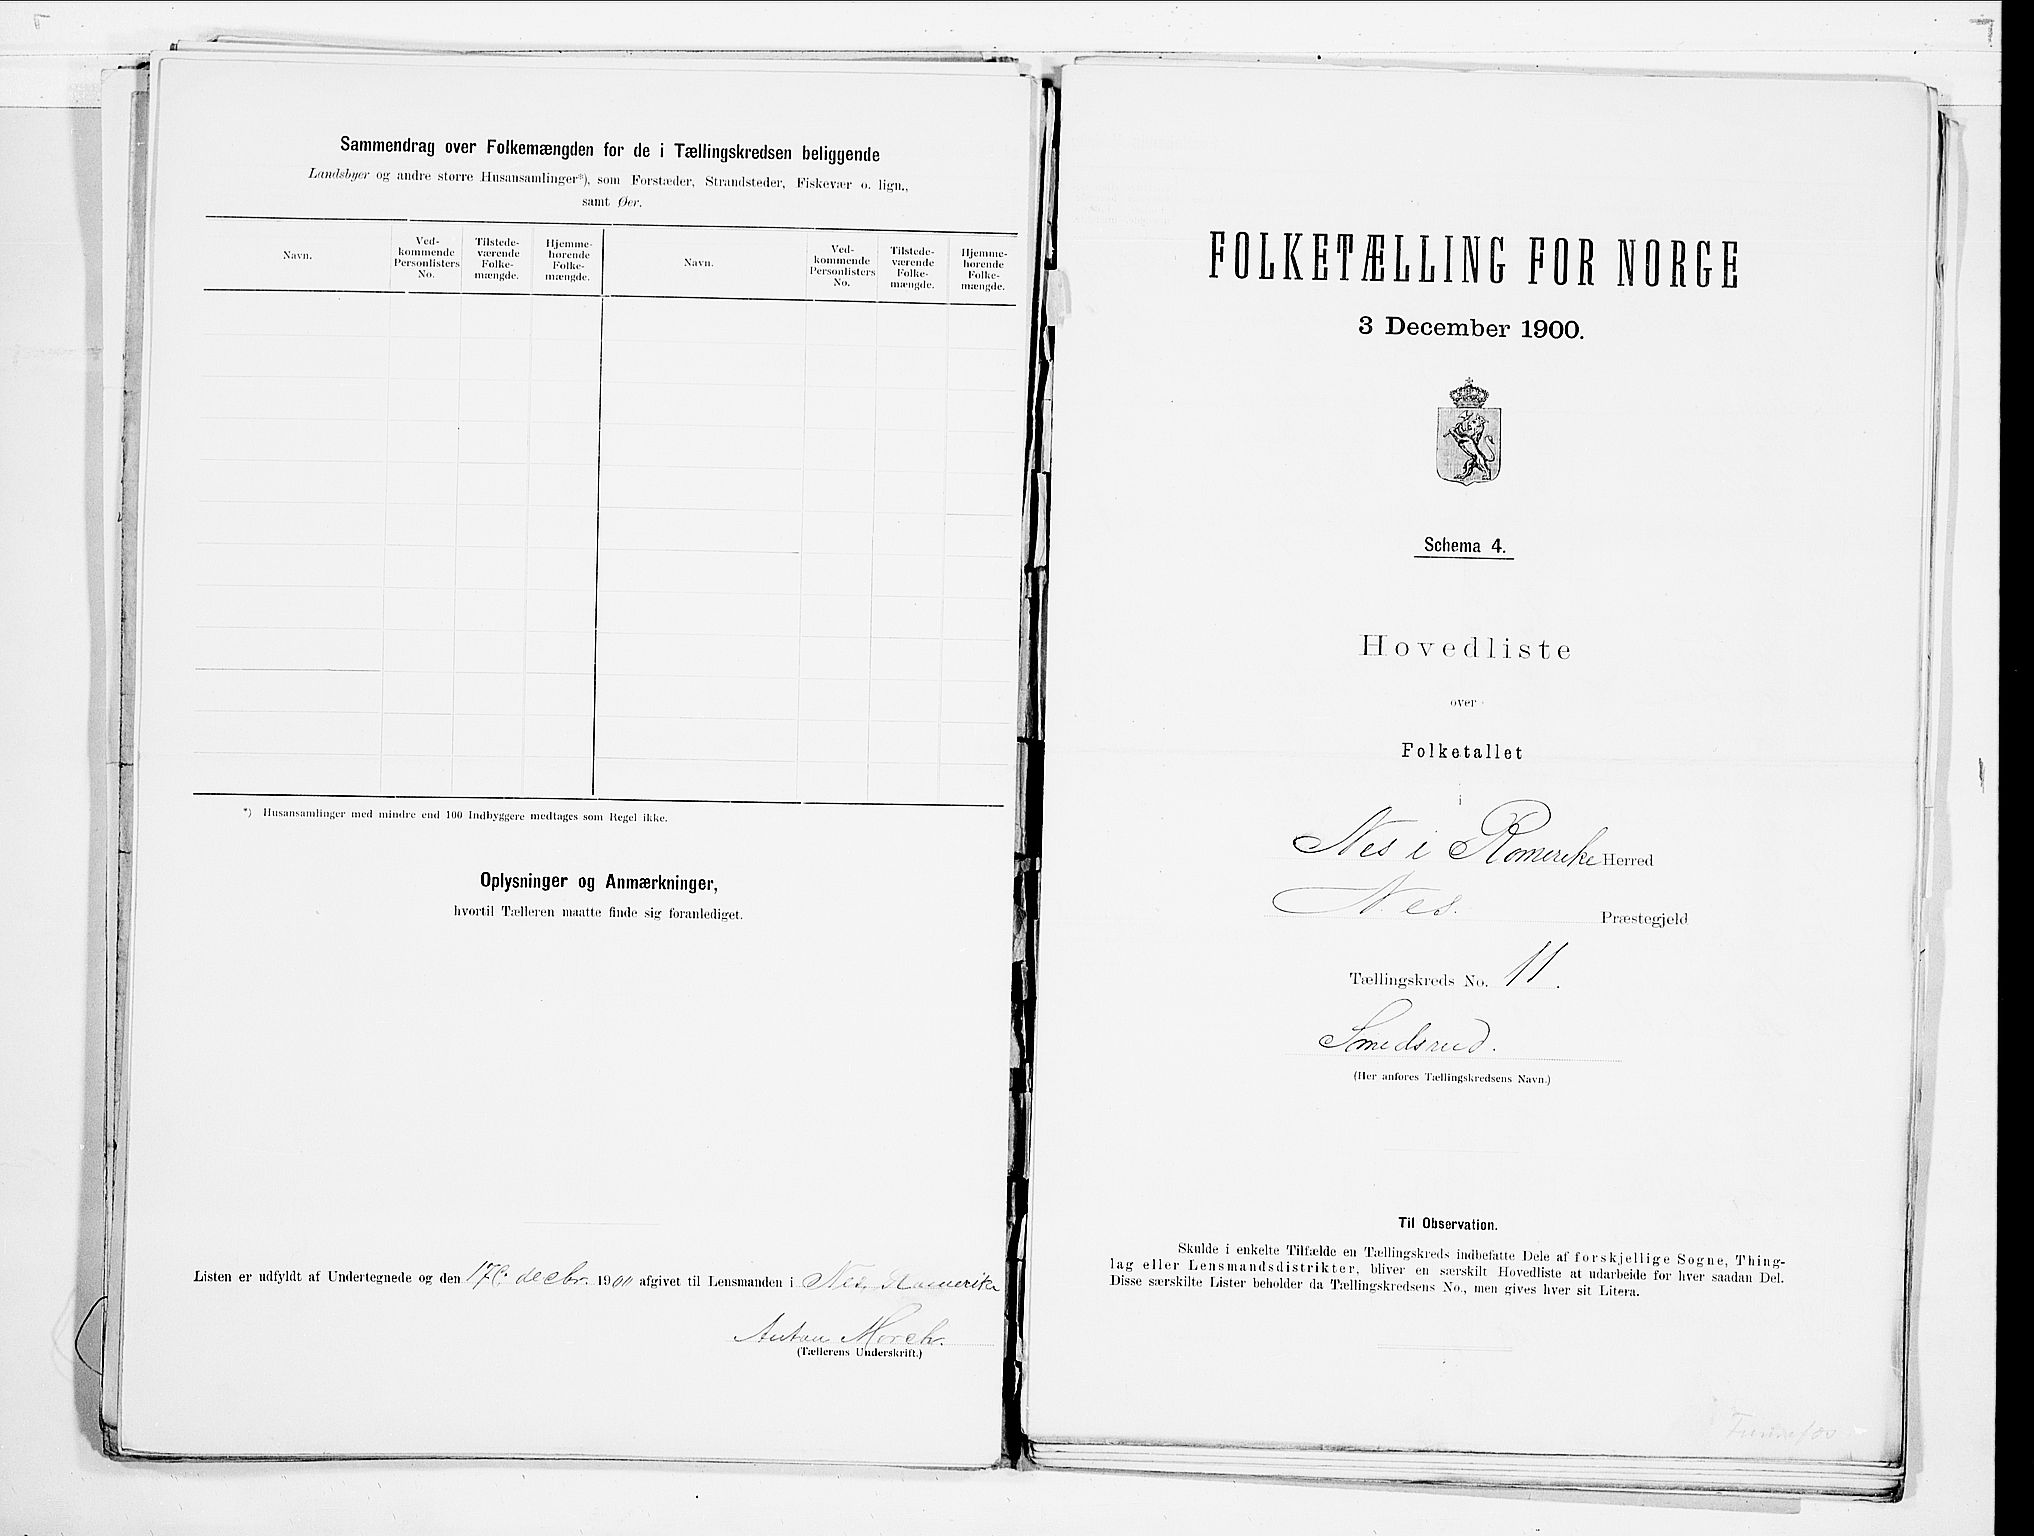 Sammendrag over Folkemængden for de i Tællingskredsen beliggende
Landsbyer og andre større Husansamlinger*), som Forstæder, Strandsteder, Fiskevær o. lign.,
samt Øer.
Navn.
Ved-
kommende
Personlisters
No.
Tilstede-
værende
Folke-
mængde.
Hjemme-
hørende
Folke-
mængde.
Navn.
Ved-
kommende
Personlisters
No.
Tilstede-
værende
Folke-
mængde.
Hjemme-
hørende
Folke-
mængde.
*) Husansamlinger med mindre end 100 Indbyggere medtages som Regel ikke.
Oplysninger og Anmærkninger,
hvortil Tælleren maatte finde sig foranlediget.
Listen er udfyldt af Undertegnede og den 17de decbr. 1900 afgivet til Lensmanden i Nes, Romerike
Anton Morch.
(Tællerens Underskrift.)
FOLKETÆLLING FOR NORGE
3 December 1900.
Schema 4.
Hovedliste
over
Folketallet
i
Nes i Romerike Herred
Nes. Præstegjeld
Tællingskreds No. 11.
Smedsrud.
(Her anføres Tællingskredsens Navn.)
Til Observation.
Skulde i enkelte Tilfælde en Tællingskreds indbefatte Dele af forskjellige Sogne, Thing-
lag eller Lensmandsdistrikter, bliver en særskilt Hovedliste at udarbeide for hver saadan Del.
Disse særskilte Lister beholder da Tællingskredsens No., men gives hver sit Litera.